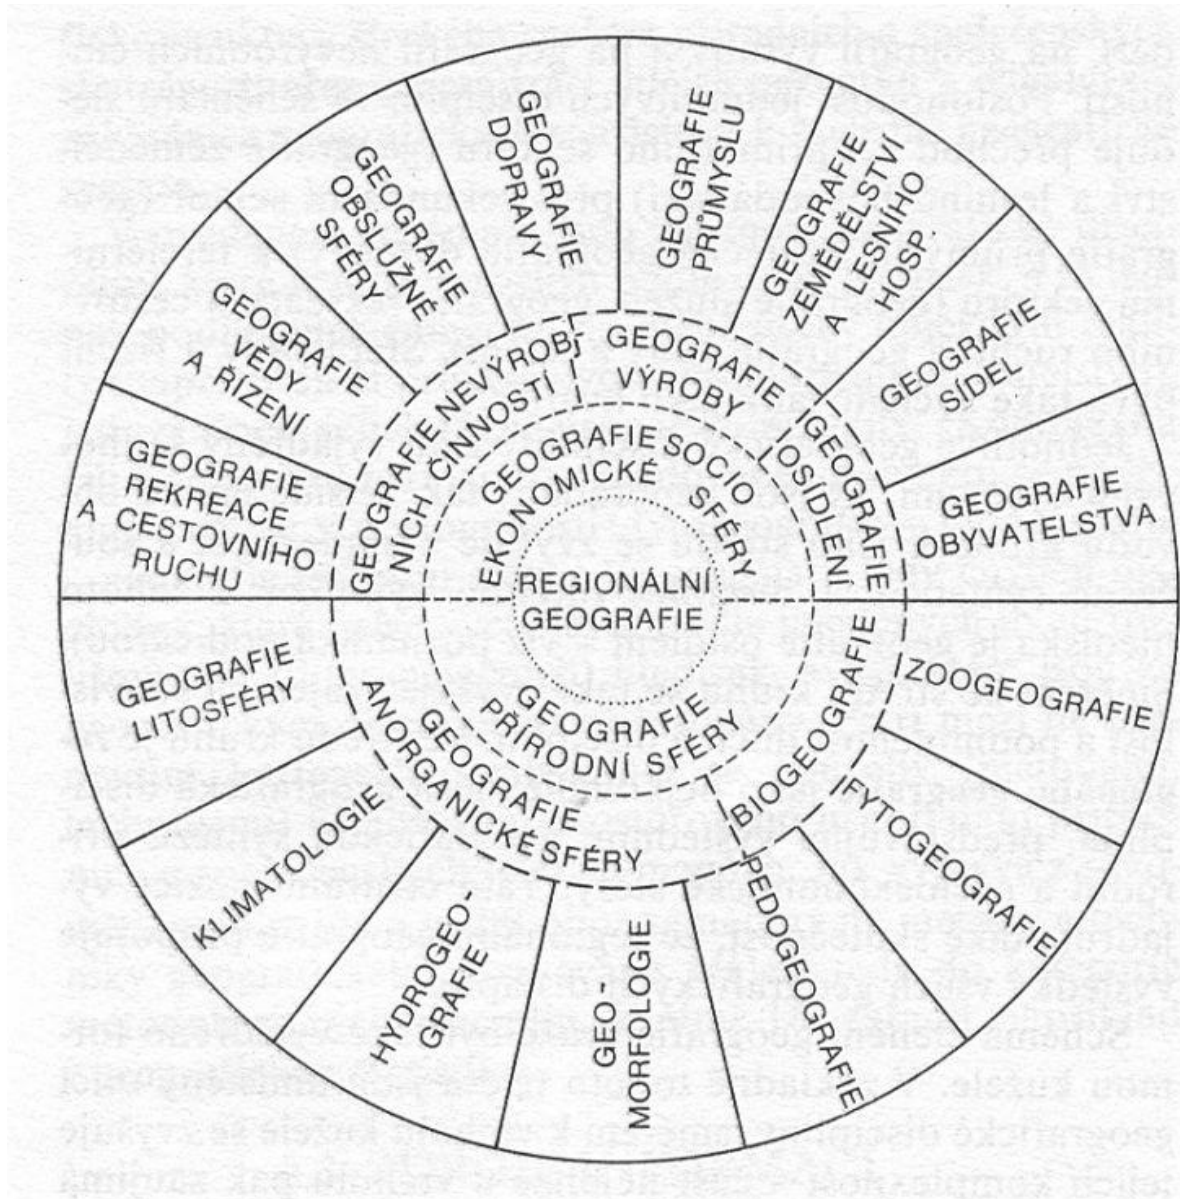 GEOGRAFIE
DOPRAVY
GEOGRAFIE
PRŮMYSLU
GEOGRAFIE
ZEMĚDĚLSTVÍ
A LESNÍHO
HOSP.
GEOGRAFIE
SÍDEL
GEOGRAFIE
OBYVATELSTVA
ZOOGEOGRAFIE
FYTOGEOGRAFIE
PEDOGEOGRAFIE
GEO-
MORFOLOGIE
HYDROGEO-
GRAFIE
KLIMATOLOGIE
GEOGRAFIE
LITOSFÉRY
GEOGRAFIE
REKREACE
A CESTOVNÍHO
RUCHU
GEOGRAFIE
VĚDY
A ŘÍZENÍ
GEOGRAFIE
OBSLUŽNÉ
SFÉRY
GEOGRAFIE NEVÝROB-
NÍCH ČINNOSTÍ
GEOGRAFIE
VÝROBY
GEOGRAFIE
OSÍDLENÍ
BIOGEOGRAFIE
GEOGRAFIE
ANORGANICKÉ SFÉRY
GEOGRAFIE SOCIO
EKONOMICKÉ SFÉRY
REGIONÁLNÍ
GEOGRAFIE
GEOGRAFIE
PŘÍRODNÍ SFÉRY